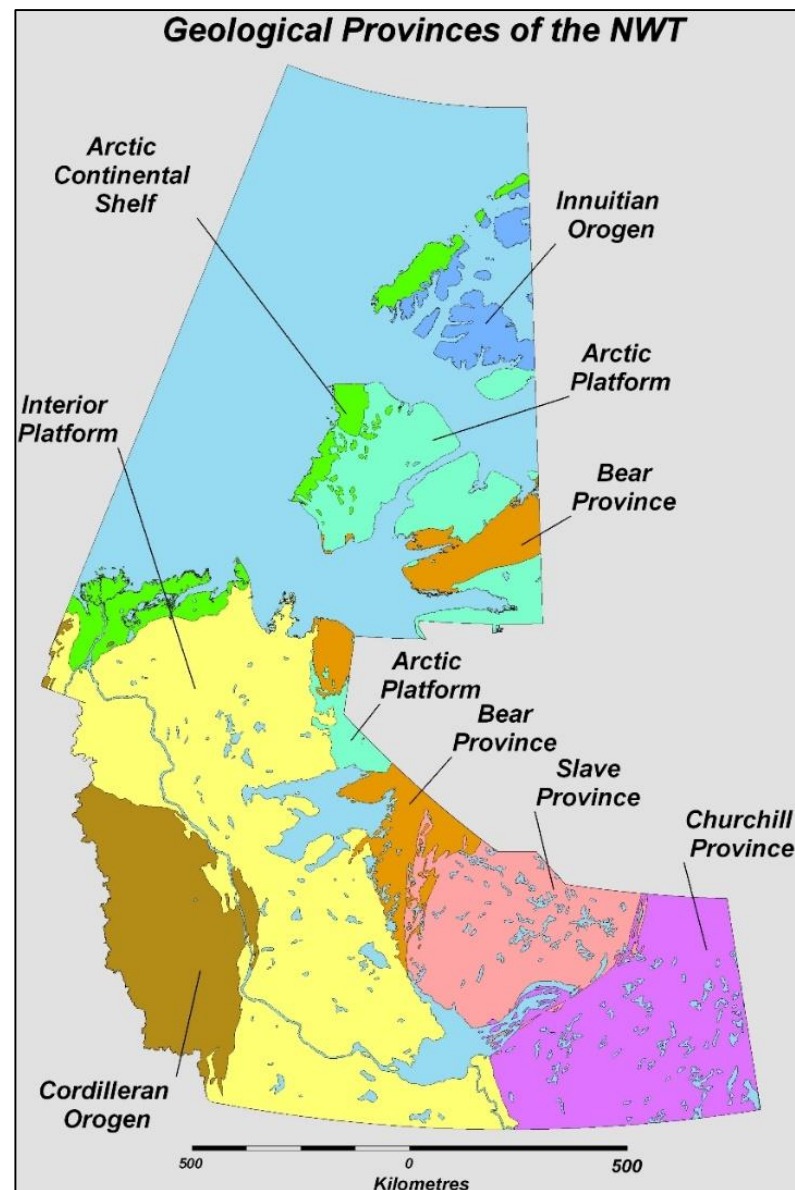 Geological Provinces of the NWT
Arctic
Continental
Shelf
Innuitian
Orogen
Arctic
Platform
Interior
Platform
Bear
Province
Arctic
Platform
Bear
Province
Slave
Province
Churchill
Province
Cordilleran
Orogen
500 0 500
Kilometres